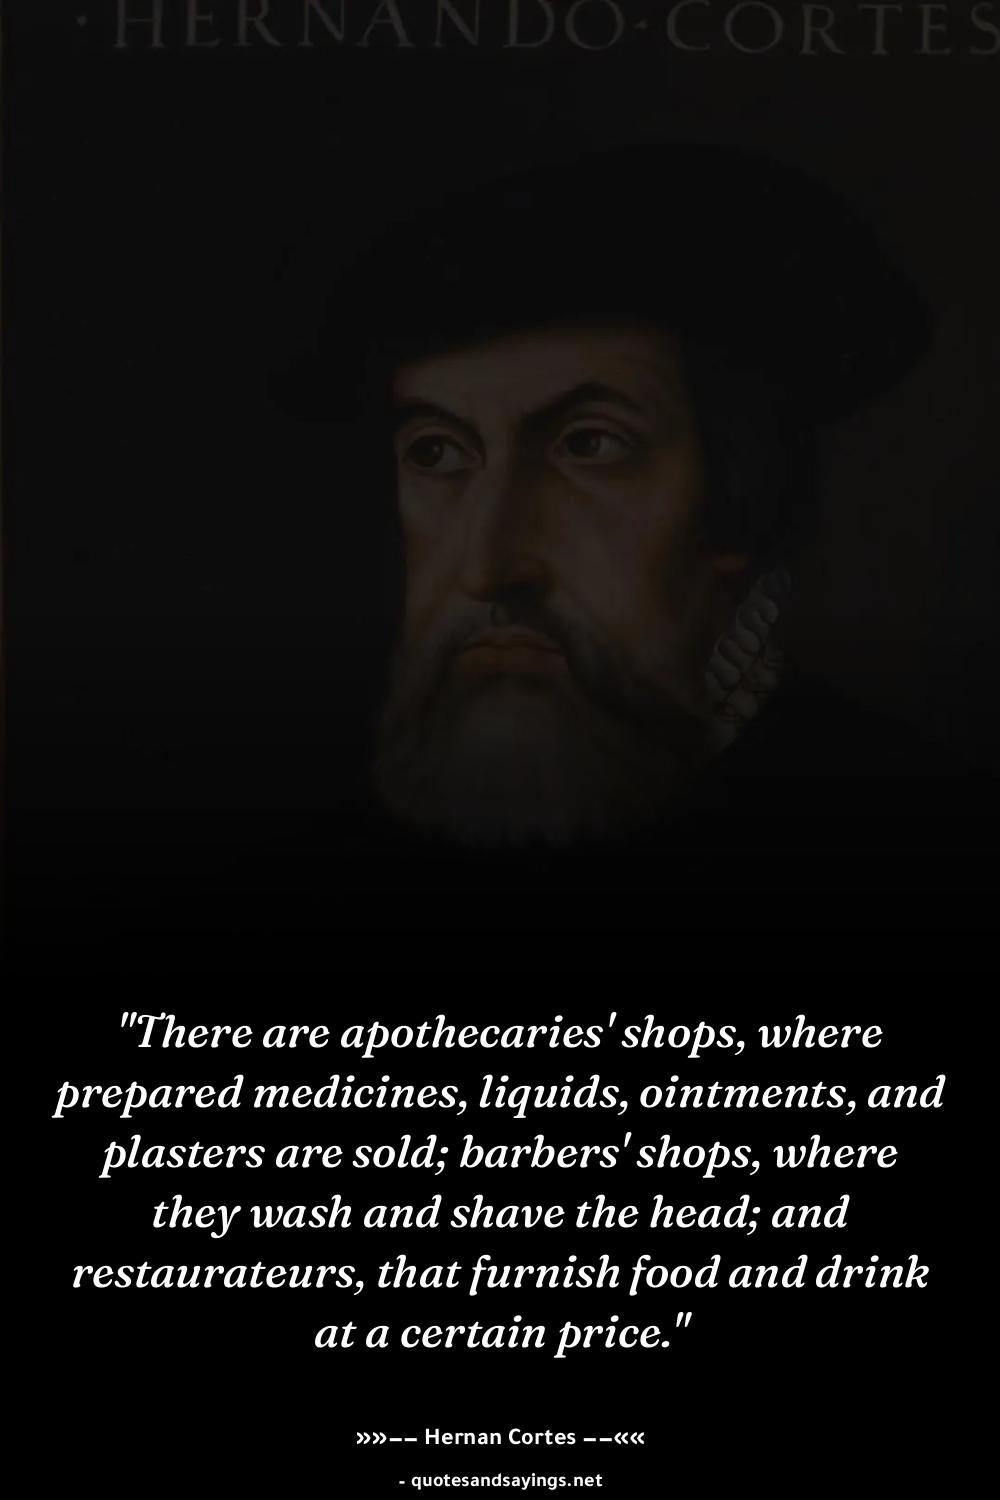 · HERNANDO · CORTES
"There are apothecaries' shops, where
prepared medicines, liquids, ointments, and
plasters are sold; barbers' shops, where
they wash and shave the head; and
restaurateurs, that furnish food and drink
at a certain price."
»»–– Hernan Cortes ––««
- quotesandsayings.net